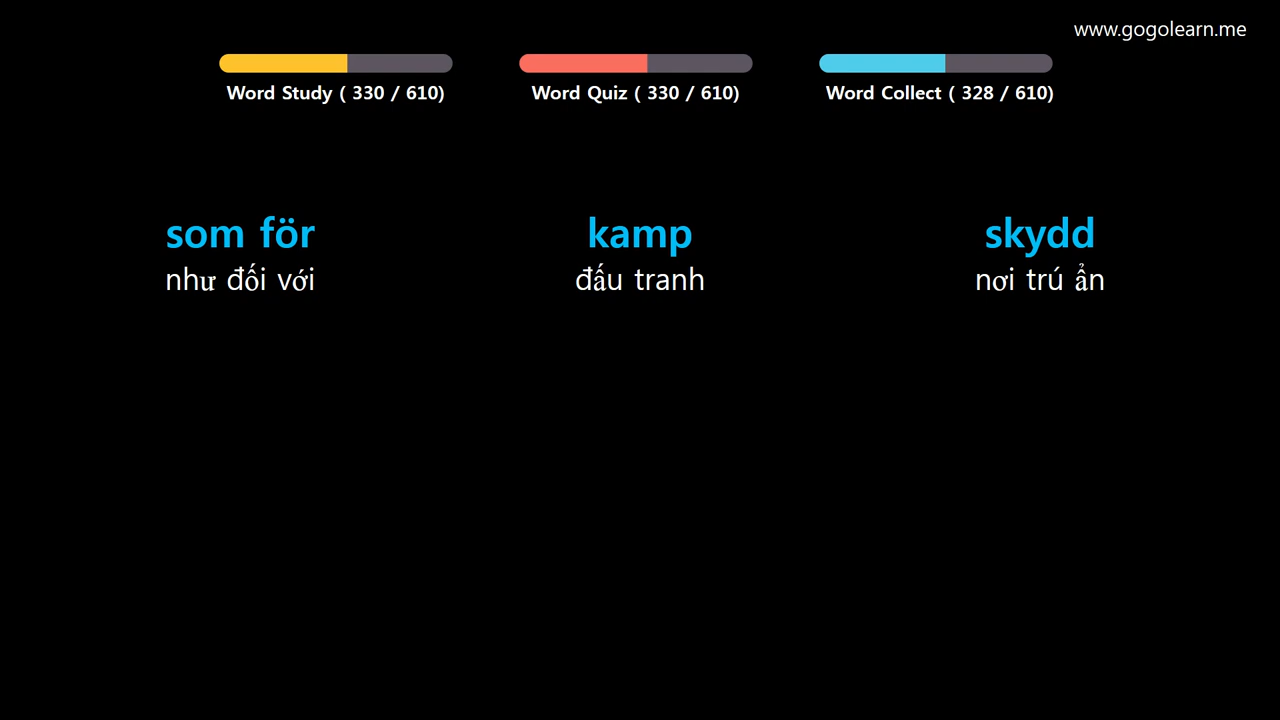 www.gogolearn.me
Word Study ( 330 / 610)
Word Quiz ( 330 / 610)
Word Collect ( 328 / 610)
som för
như đối với
kamp
đấu tranh
skydd
nơi trú ẩn